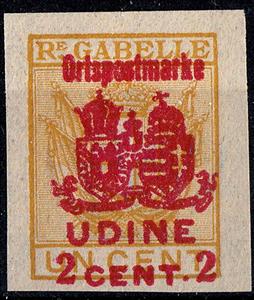 RE GABELLE
Ortspostmarke
UDINE
UN CENT.
2 CENT. 2